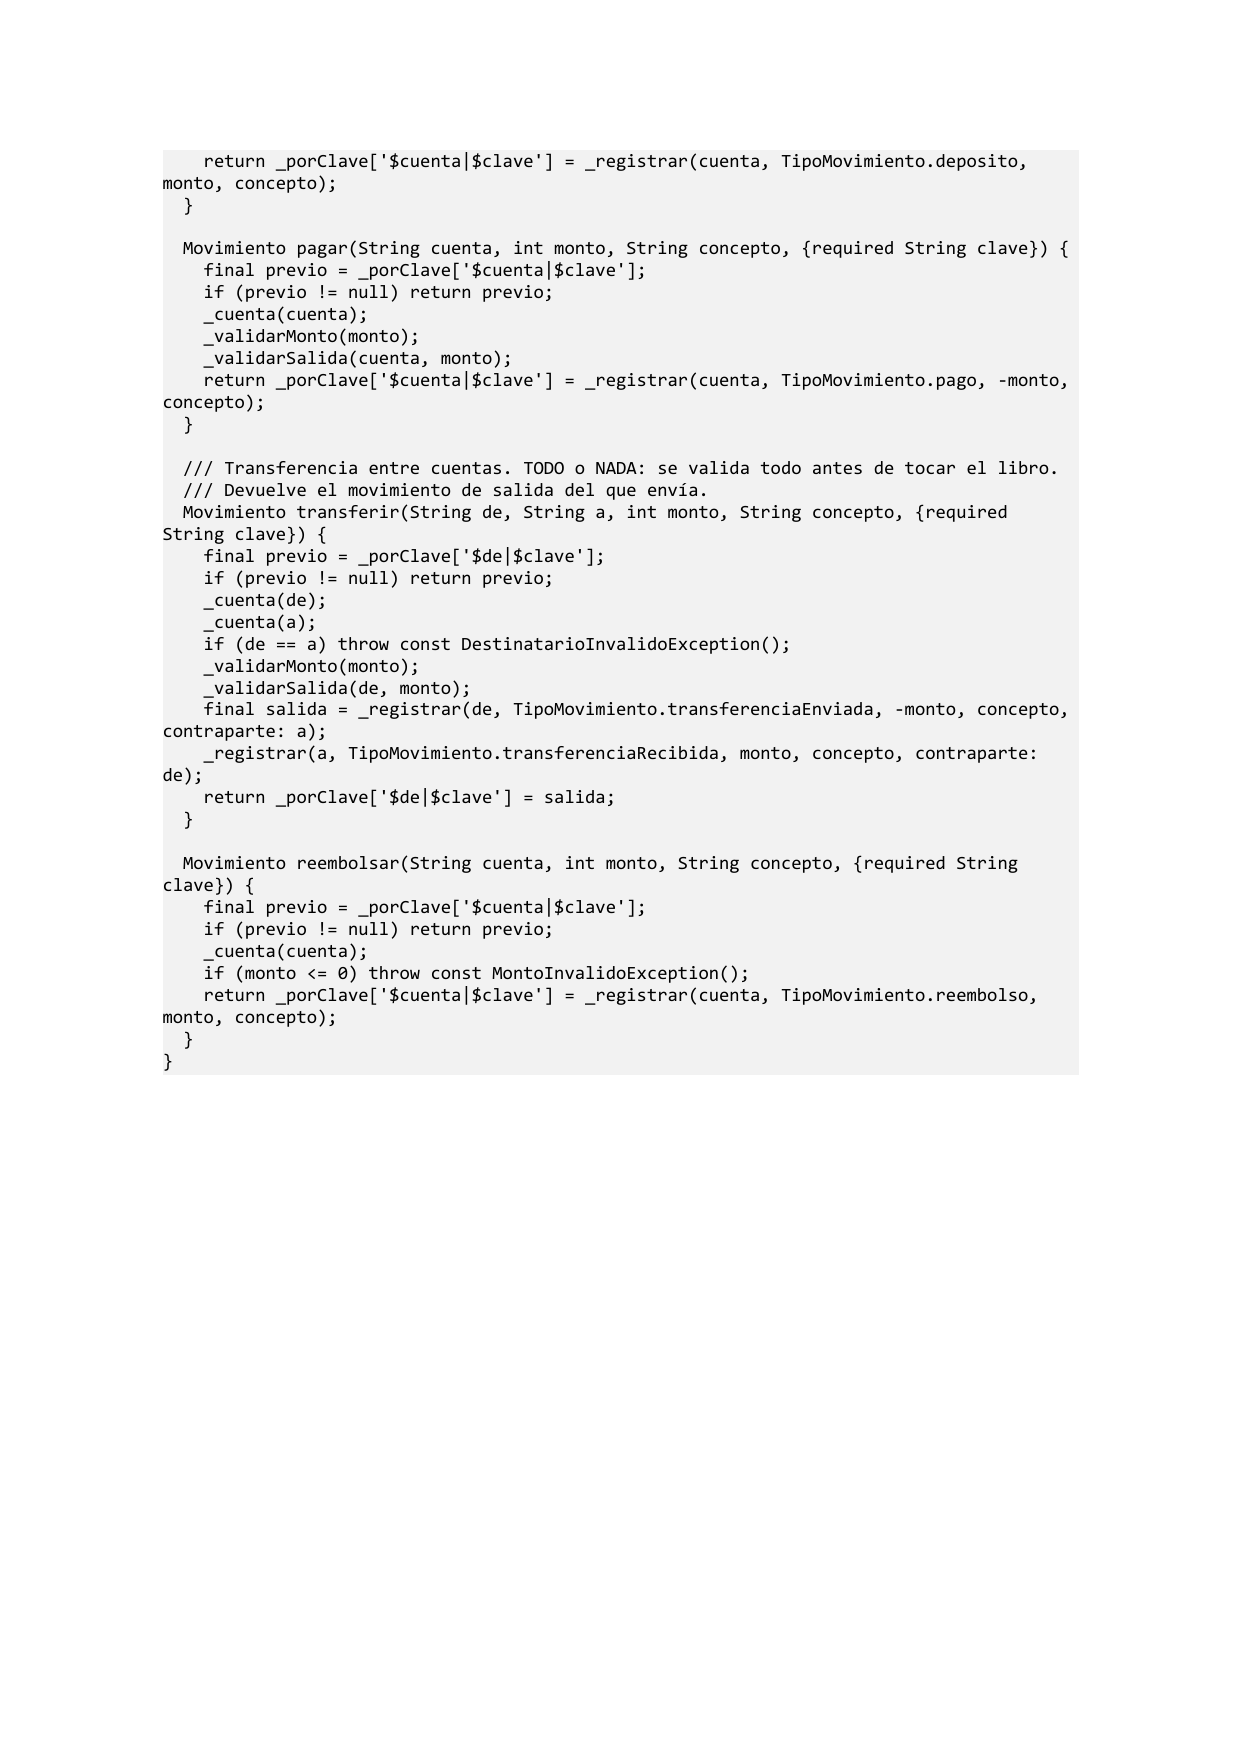 return _porClave['$cuenta|$clave'] = _registrar(cuenta, TipoMovimiento.deposito,
monto, concepto);
  }

  Movimiento pagar(String cuenta, int monto, String concepto, {required String clave}) {
    final previo = _porClave['$cuenta|$clave'];
    if (previo != null) return previo;
    _cuenta(cuenta);
    _validarMonto(monto);
    _validarSalida(cuenta, monto);
    return _porClave['$cuenta|$clave'] = _registrar(cuenta, TipoMovimiento.pago, -monto,
concepto);
  }

  /// Transferencia entre cuentas. TODO o NADA: se valida todo antes de tocar el libro.
  /// Devuelve el movimiento de salida del que envía.
  Movimiento transferir(String de, String a, int monto, String concepto, {required
String clave}) {
    final previo = _porClave['$de|$clave'];
    if (previo != null) return previo;
    _cuenta(de);
    _cuenta(a);
    if (de == a) throw const DestinatarioInvalidoException();
    _validarMonto(monto);
    _validarSalida(de, monto);
    final salida = _registrar(de, TipoMovimiento.transferenciaEnviada, -monto, concepto,
contraparte: a);
    _registrar(a, TipoMovimiento.transferenciaRecibida, monto, concepto, contraparte:
de);
    return _porClave['$de|$clave'] = salida;
  }

  Movimiento reembolsar(String cuenta, int monto, String concepto, {required String
clave}) {
    final previo = _porClave['$cuenta|$clave'];
    if (previo != null) return previo;
    _cuenta(cuenta);
    if (monto <= 0) throw const MontoInvalidoException();
    return _porClave['$cuenta|$clave'] = _registrar(cuenta, TipoMovimiento.reembolso,
monto, concepto);
  }
}